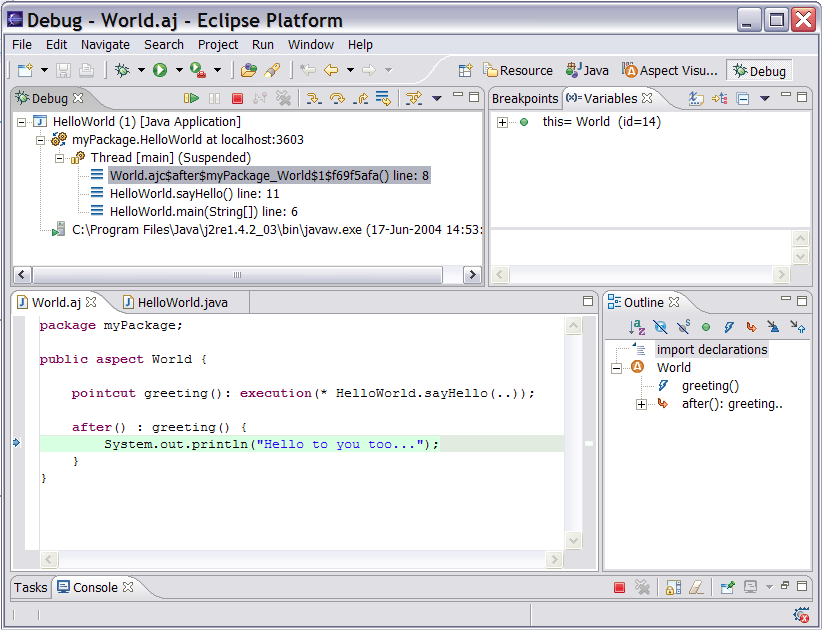 Debug - World.aj - Eclipse Platform
File Edit Navigate Search Project Run Window Help
Resource Java Aspect Visu... Debug
Debug
HelloWorld (1) [Java Application]
myPackage.HelloWorld at localhost:3603
Thread [main] (Suspended)
World.ajc$after$myPackage_World$1$f69f5afa() line: 8
HelloWorld.sayHello() line: 11
HelloWorld.main(String[]) line: 6
C:\Program Files\Java\j2re1.4.2_03\bin\javaw.exe (17-Jun-2004 14:53:
Breakpoints (x)= Variables
this= World (id=14)
World.aj HelloWorld.java
package myPackage;
public aspect World {
pointcut greeting(): execution(* HelloWorld.sayHello(..));
after() : greeting() {
System.out.println("Hello to you too...");
}
}
Outline
import declarations
World
greeting()
after(): greeting..
Tasks Console